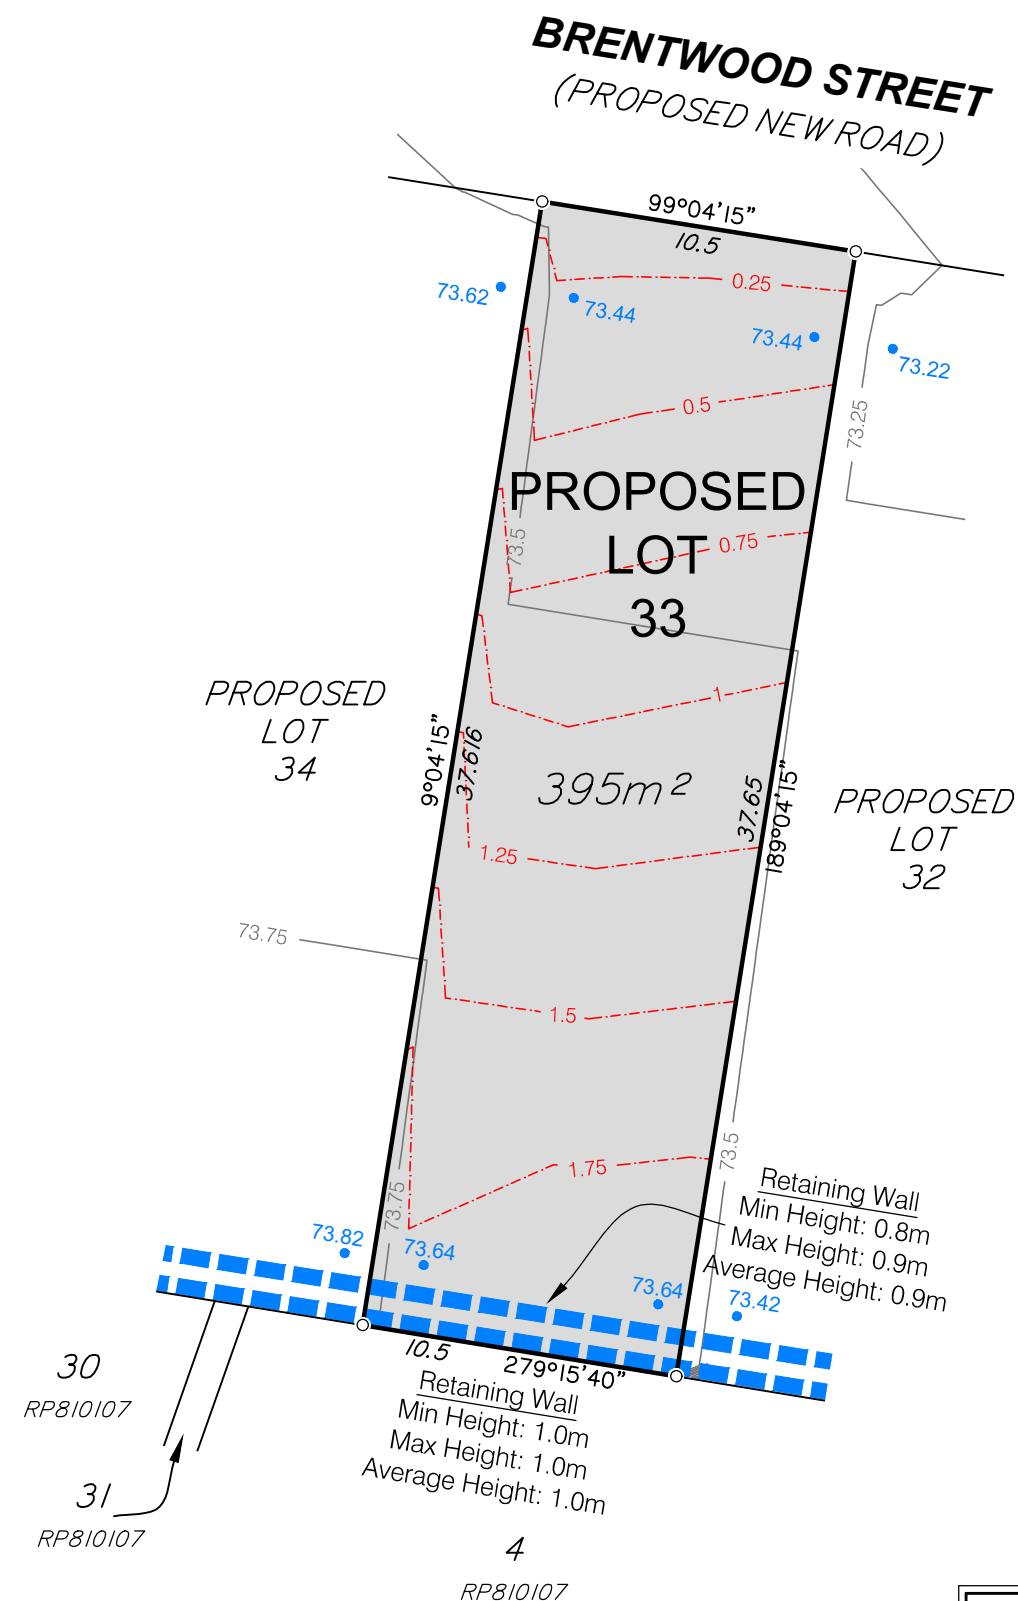 BRENTWOOD STREET
(PROPOSED NEW ROAD)
99°04'15"
10.5
0.25
73.62
73.44
73.44
73.22
0.5
73.25
PROPOSED
LOT
33
73.5
0.75
1
PROPOSED
LOT
34
9°04'15"
37.616
395m²
37.65
189°04'15"
PROPOSED
LOT
32
1.25
73.75
1.5
73.5
1.75
73.75
Retaining Wall
Min Height: 0.8m
Max Height: 0.9m
Average Height: 0.9m
73.82
73.64
73.64
73.42
10.5
279°15'40"
Retaining Wall
Min Height: 1.0m
Max Height: 1.0m
Average Height: 1.0m
30
RP810107
31
RP810107
4
RP810107